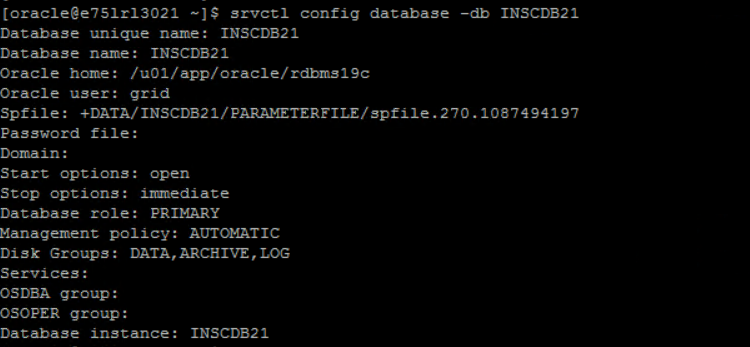 [oracle@e75lrl3021 ~]$ srvctl config database -db INSCDB21
Database unique name: INSCDB21
Database name: INSCDB21
Oracle home: /u01/app/oracle/rdbms19c
Oracle user: grid
Spfile: +DATA/INSCDB21/PARAMETERFILE/spfile.270.1087494197
Password file:
Domain:
Start options: open
Stop options: immediate
Database role: PRIMARY
Management policy: AUTOMATIC
Disk Groups: DATA,ARCHIVE,LOG
Services:
OSDBA group:
OSOPER group:
Database instance: INSCDB21